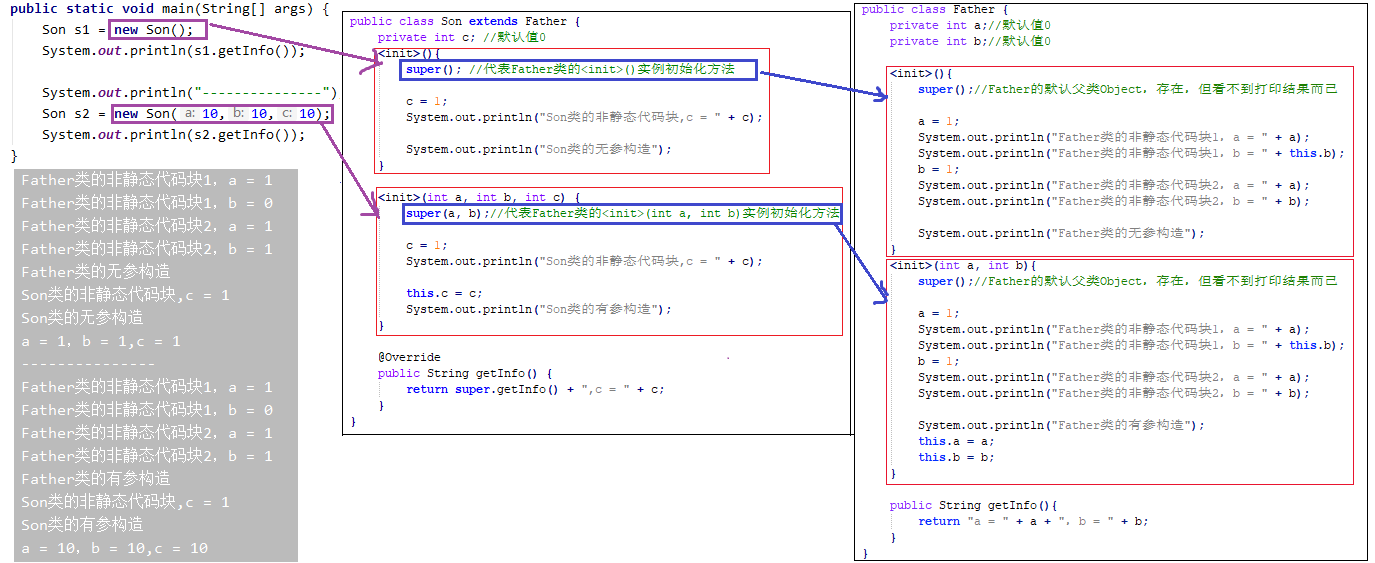 public static void main(String[] args) {
Son s1 = new Son();
System.out.println(s1.getInfo());
System.out.println("---------------")
Son s2 = new Son( a: 10, b: 10, c: 10);
System.out.println(s2.getInfo());
}
Father类的非静态代码块1，a = 1
Father类的非静态代码块1，b = 0
Father类的非静态代码块2，a = 1
Father类的非静态代码块2，b = 1
Father类的无参构造
Son类的非静态代码块,c = 1
Son类的无参构造
a = 1，b = 1,c = 1
---------------
Father类的非静态代码块1，a = 1
Father类的非静态代码块1，b = 0
Father类的非静态代码块2，a = 1
Father类的非静态代码块2，b = 1
Father类的有参构造
Son类的非静态代码块,c = 1
Son类的有参构造
a = 10，b = 10,c = 10
public class Son extends Father {
private int c; //默认值0
<init>(){
super(); //代表Father类的<init>()实例初始化方法
c = 1;
System.out.println("Son类的非静态代码块,c = " + c);
System.out.println("Son类的无参构造");
}
<init>(int a, int b, int c) {
super(a, b);//代表Father类的<init>(int a, int b)实例初始化方法
c = 1;
System.out.println("Son类的非静态代码块,c = " + c);
this.c = c;
System.out.println("Son类的有参构造");
}
@Override
public String getInfo() {
return super.getInfo() + ",c = " + c;
}
}
public class Father {
private int a;//默认值0
private int b;//默认值0
<init>(){
super();//Father的默认父类Object，存在，但看不到打印结果而已
a = 1;
System.out.println("Father类的非静态代码块1，a = " + a);
System.out.println("Father类的非静态代码块1，b = " + this.b);
b = 1;
System.out.println("Father类的非静态代码块2，a = " + a);
System.out.println("Father类的非静态代码块2，b = " + b);
System.out.println("Father类的无参构造");
}
<init>(int a, int b){
super();//Father的默认父类Object，存在，但看不到打印结果而已
a = 1;
System.out.println("Father类的非静态代码块1，a = " + a);
System.out.println("Father类的非静态代码块1，b = " + this.b);
b = 1;
System.out.println("Father类的非静态代码块2，a = " + a);
System.out.println("Father类的非静态代码块2，b = " + b);
System.out.println("Father类的有参构造");
this.a = a;
this.b = b;
}
public String getInfo(){
return "a = " + a + "，b = " + b;
}
}